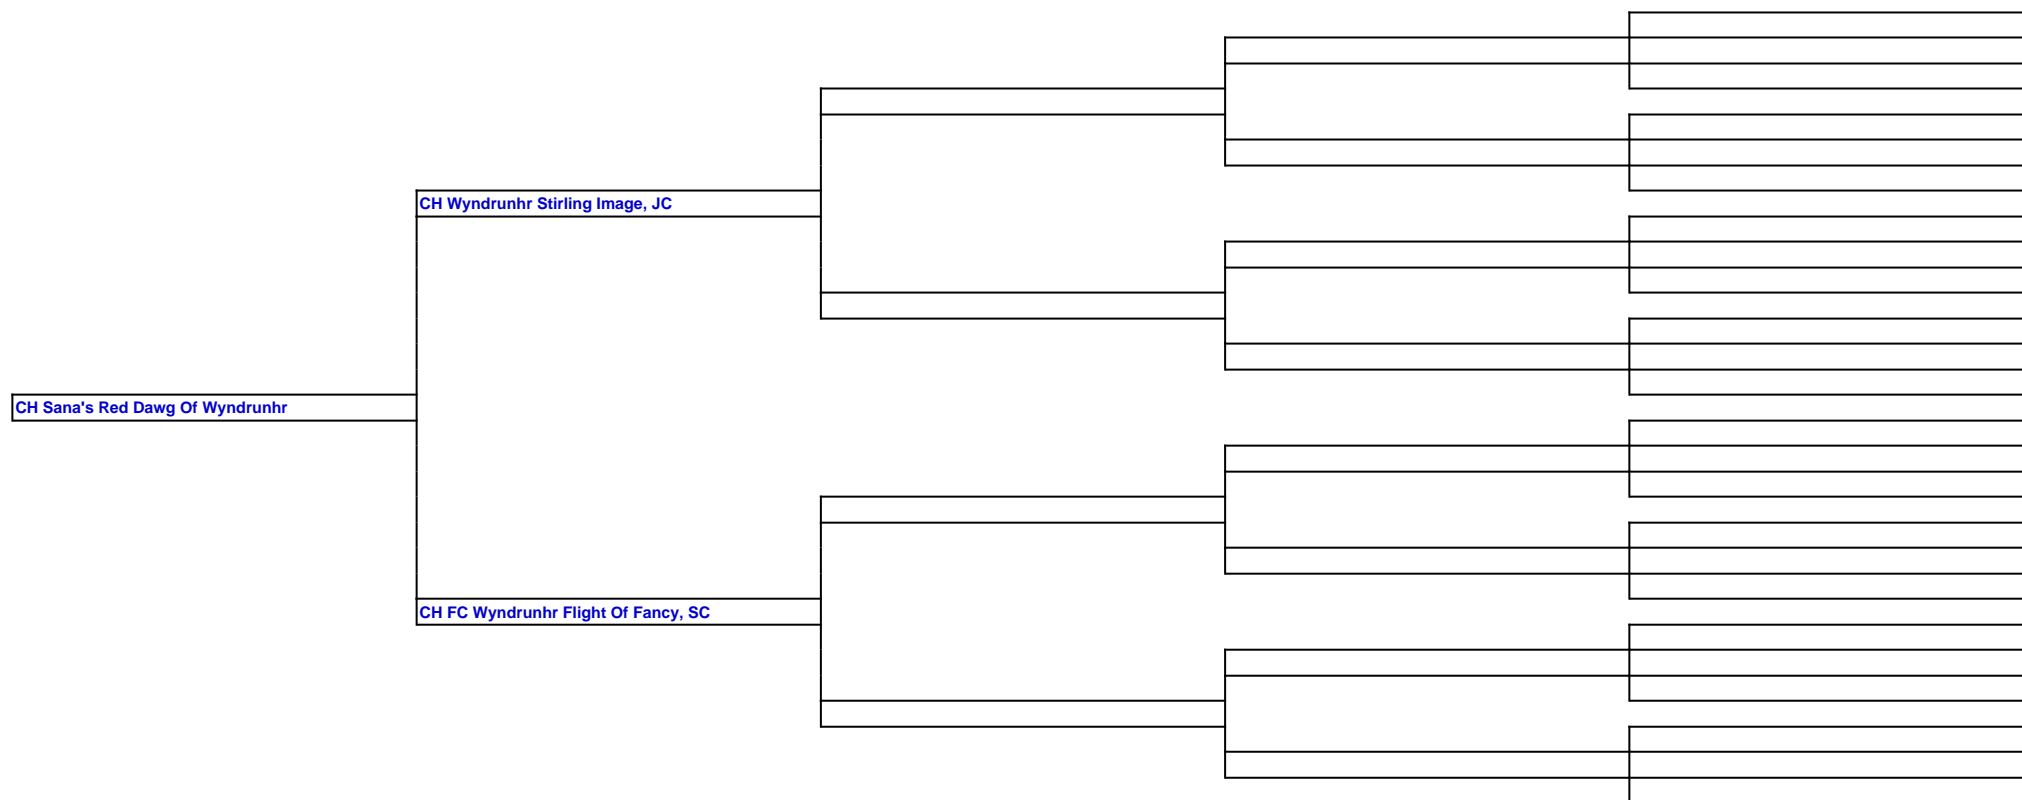 CH Wyndrunhr Stirling Image, JC
CH Sana's Red Dawg Of Wyndrunhr
CH FC Wyndrunhr Flight Of Fancy, SC